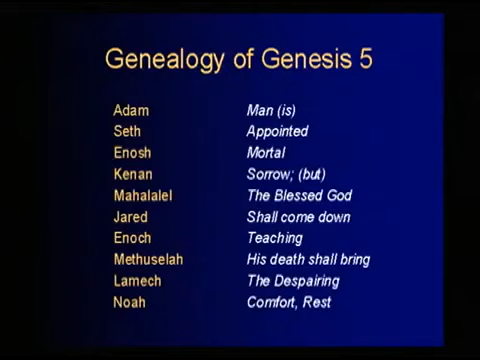 Genealogy of Genesis 5
Adam Man (is)
Seth Appointed
Enosh Mortal
Kenan Sorrow; (but)
Mahalalel The Blessed God
Jared Shall come down
Enoch Teaching
Methuselah His death shall bring
Lamech The Despairing
Noah Comfort, Rest